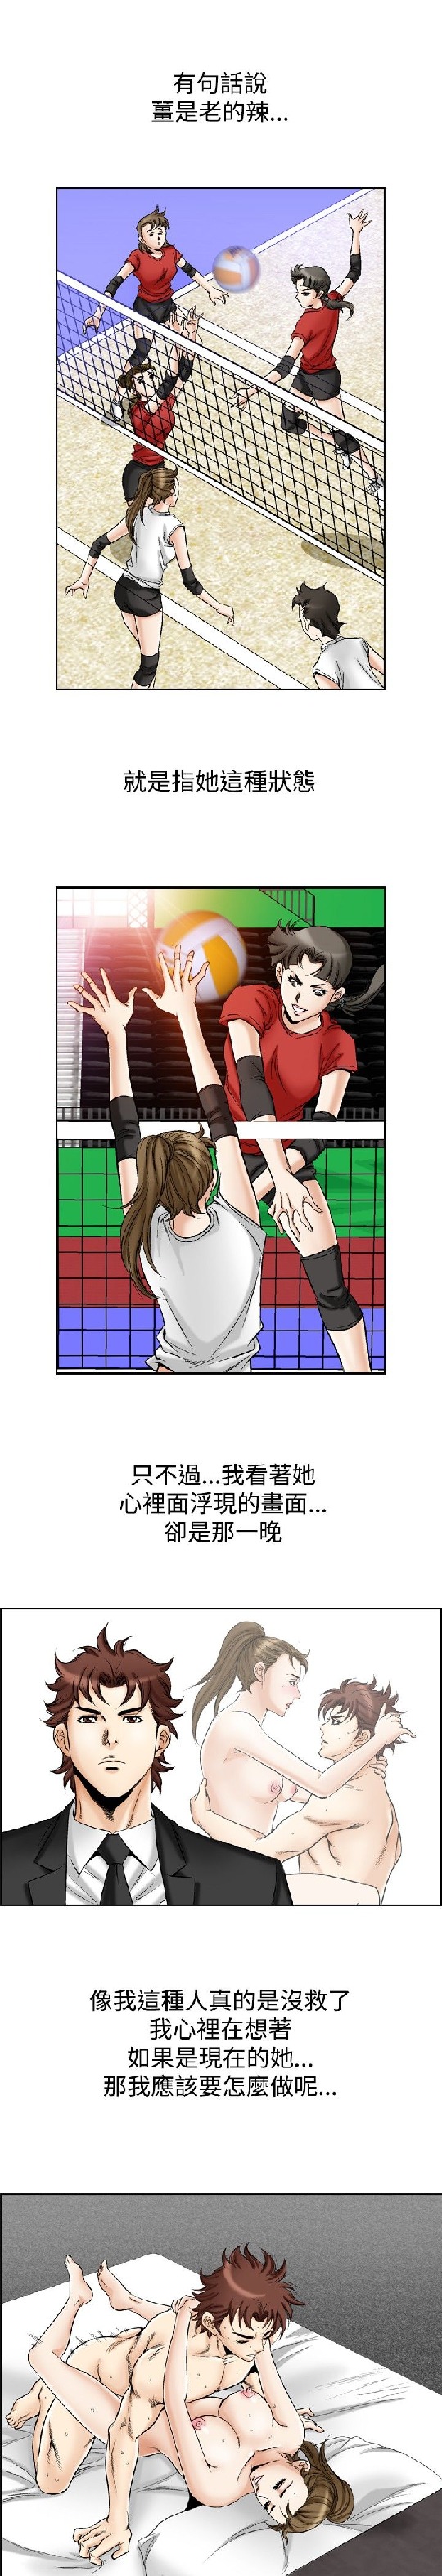 有句話說
薑是老的辣...
就是指她這種狀態
只不過...我看著她
心裡面浮現的畫面...
卻是那一晚
像我這種人真的是沒救了
我心裡在想著
如果是現在的她...
那我應該要怎麼做呢...